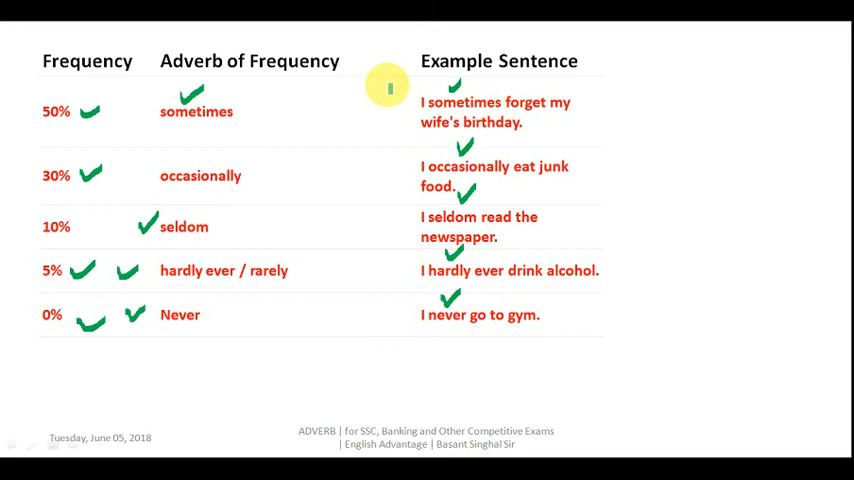 Frequency Adverb of Frequency Example Sentence
50% sometimes I sometimes forget my
wife's birthday.
30% occasionally I occasionally eat junk
food.
10% seldom I seldom read the
newspaper.
5% hardly ever / rarely I hardly ever drink alcohol.
0% Never I never go to gym.
Tuesday, June 05, 2018 ADVERB | for SSC, Banking and Other Competitive Exams
| English Advantage | Basant Singhal Sir